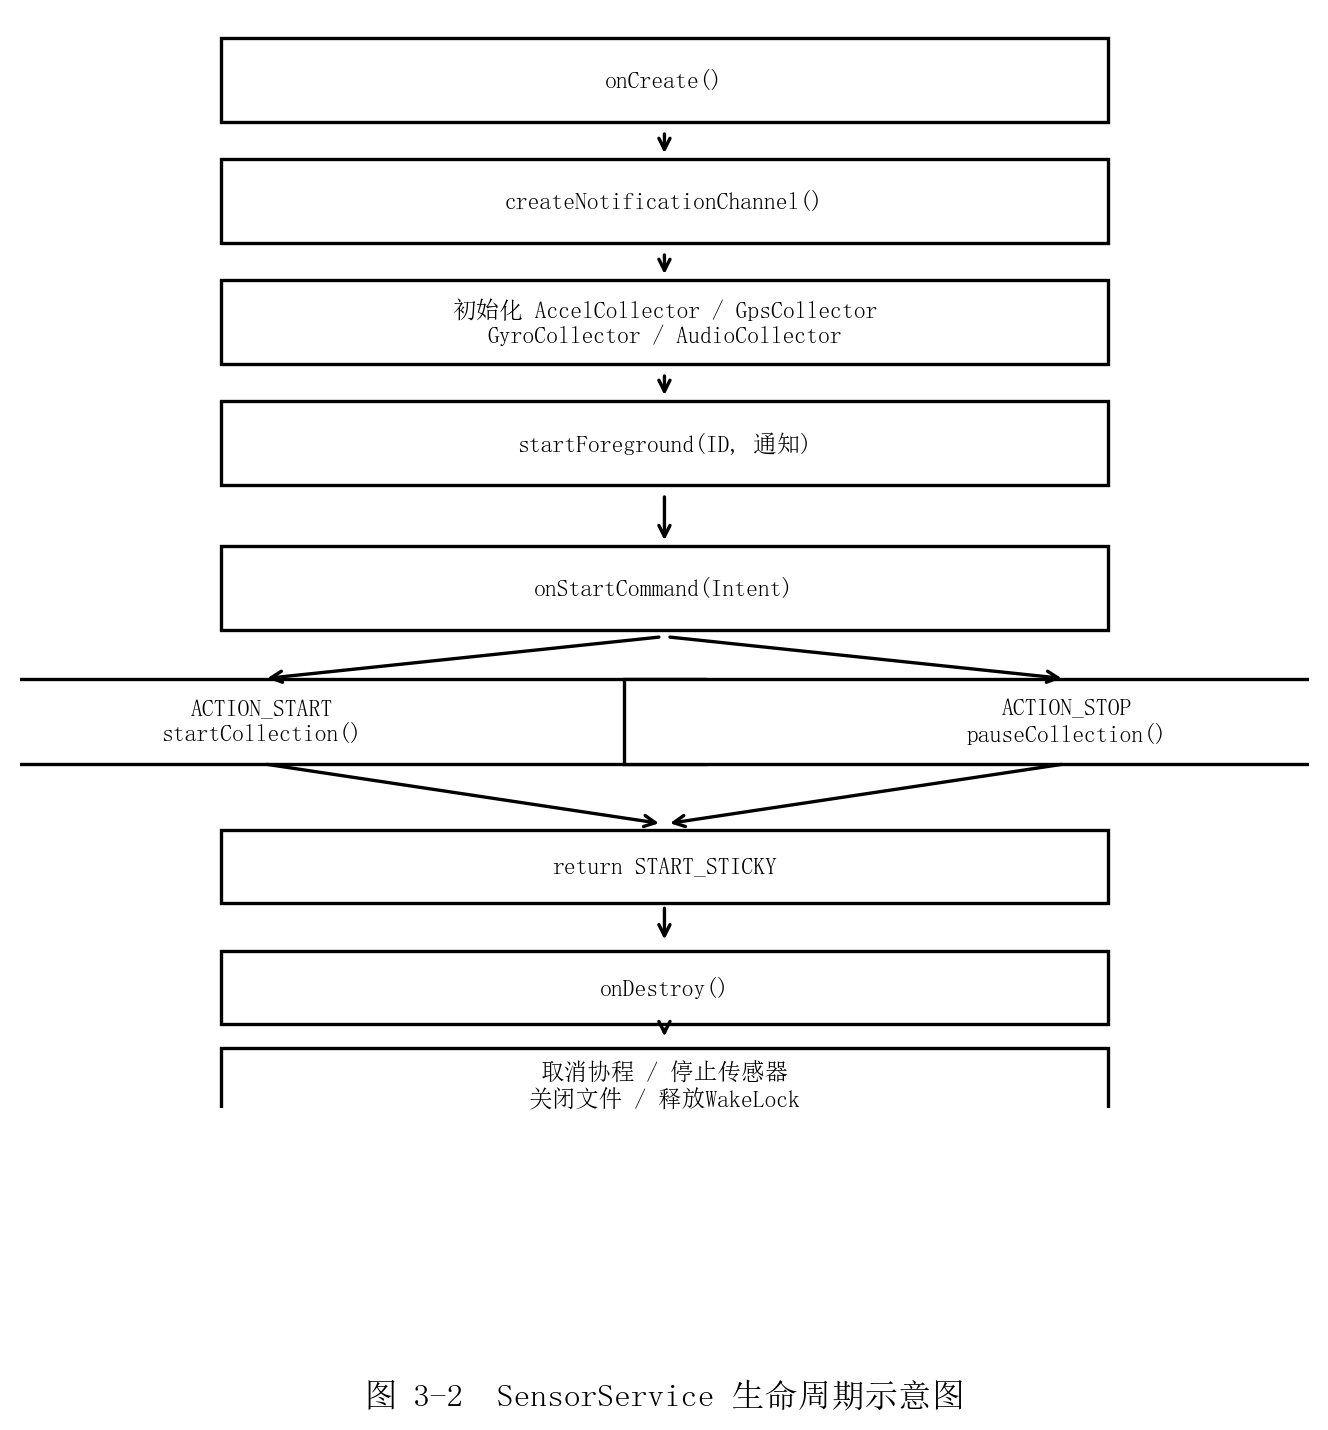 onCreate()
createNotificationChannel()
初始化 AccelCollector / GpsCollector
GyroCollector / AudioCollector
startForeground(ID, 通知)
onStartCommand(Intent)
ACTION_START
startCollection()
ACTION_STOP
pauseCollection()
return START_STICKY
onDestroy()
取消协程 / 停止传感器
关闭文件 / 释放WakeLock
图 3-2  SensorService 生命周期示意图